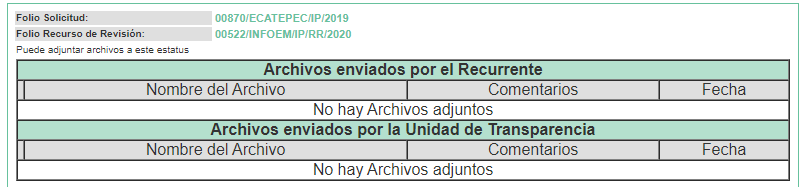 Folio Solicitud: 00870/ECATEPEC/IP/2019
Folio Recurso de Revisión: 00522/INFOEM/IP/RR/2020
Puede adjuntar archivos a este estatus
Archivos enviados por el Recurrente
Nombre del Archivo Comentarios Fecha
No hay Archivos adjuntos
Archivos enviados por la Unidad de Transparencia
Nombre del Archivo Comentarios Fecha
No hay Archivos adjuntos